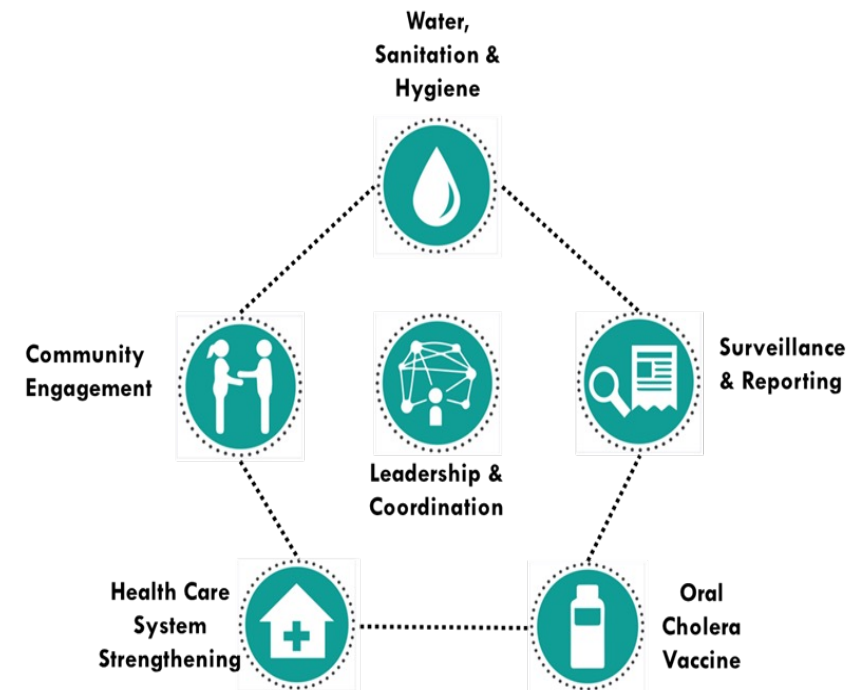 Water,
Sanitation &
Hygiene
Community
Engagement
Surveillance
& Reporting
Leadership &
Coordination
Health Care
System
Strengthening
Oral
Cholera
Vaccine